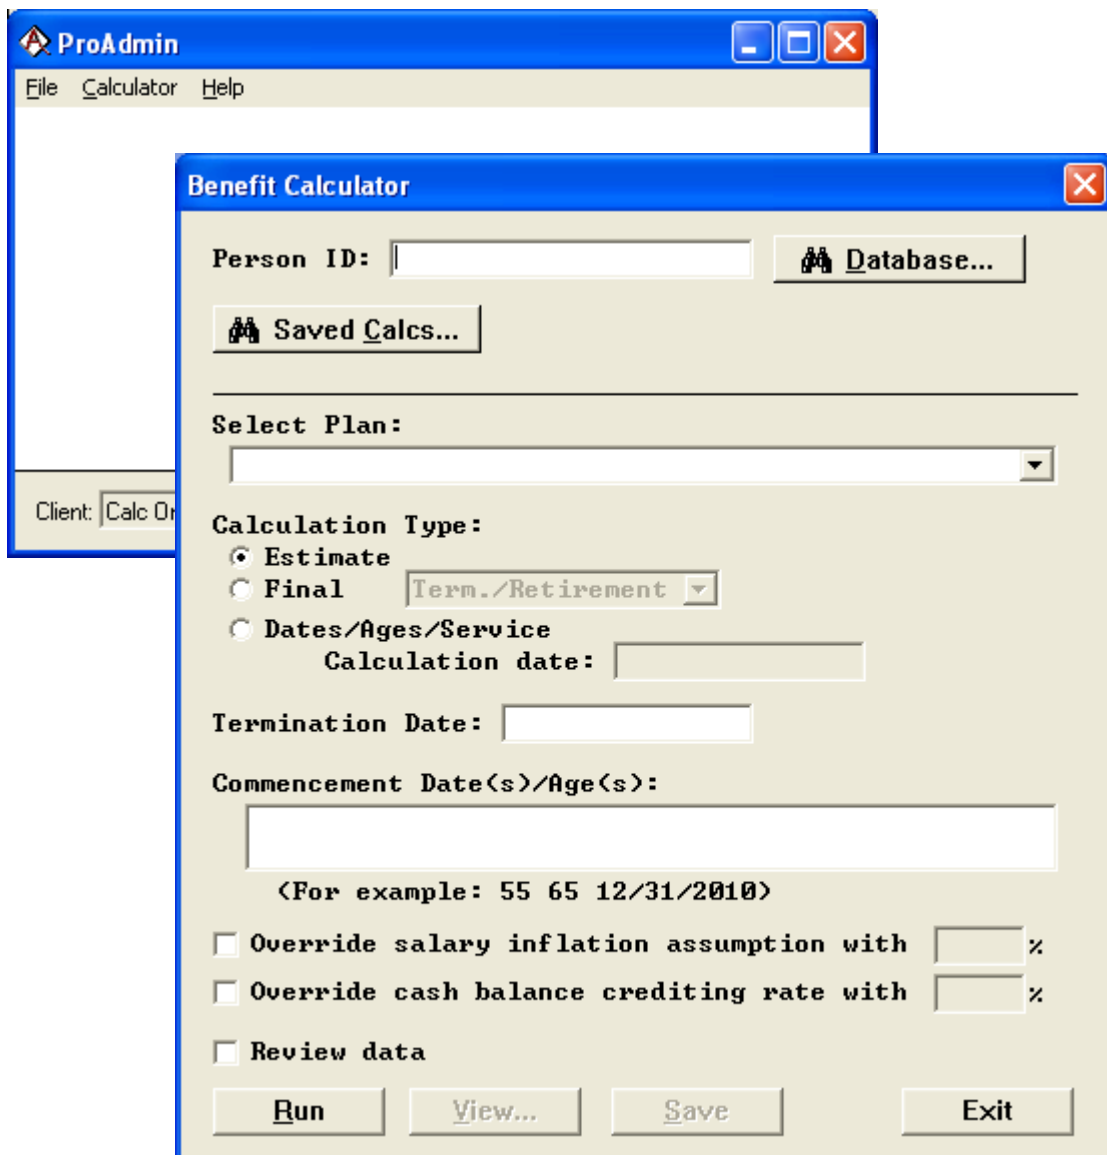 ProAdmin
File Calculator Help
Benefit Calculator
Person ID: Database...
Saved Calcs...
Select Plan:
Client: Calc
Calculation Type:
Estimate
Final Term./Retirement
Dates/Ages/Service
Calculation date:
Termination Date:
Commencement Date(s)/Age(s):
(For example: 55 65 12/31/2010)
Override salary inflation assumption with %
Override cash balance crediting rate with %
Review data
Run View... Save Exit